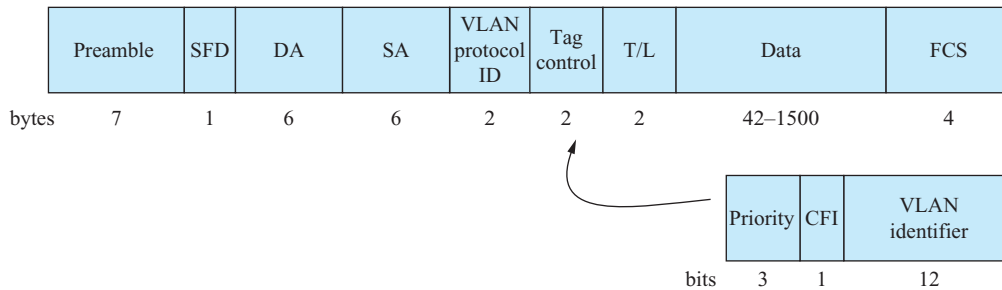 Preamble SFD DA SA VLAN protocol ID Tag control T/L Data FCS
bytes 7 1 6 6 2 2 2 42–1500 4
Priority CFI VLAN identifier
bits 3 1 12